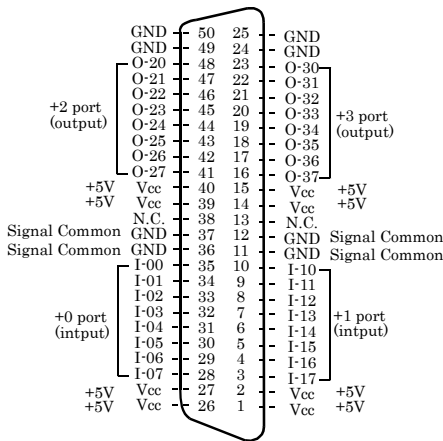 GND 50 25 GND
GND 49 24 GND
O-20 48 23 O-30
O-21 47 22 O-31
O-22 46 21 O-32
+2 port (output) O-23 45 20 O-33 +3 port (output)
O-24 44 19 O-34
O-25 43 18 O-35
O-26 42 17 O-36
O-27 41 16 O-37
+5V Vcc 40 15 Vcc +5V
+5V Vcc 39 14 Vcc +5V
N.C. 38 13 N.C.
Signal Common GND 37 12 GND Signal Common
Signal Common GND 36 11 GND Signal Common
I-00 35 10 I-10
I-01 34 9 I-11
I-02 33 8 I-12
+0 port (intput) I-03 32 7 I-13 +1 port (intput)
I-04 31 6 I-14
I-05 30 5 I-15
I-06 29 4 I-16
I-07 28 3 I-17
+5V Vcc 27 2 Vcc +5V
+5V Vcc 26 1 Vcc +5V